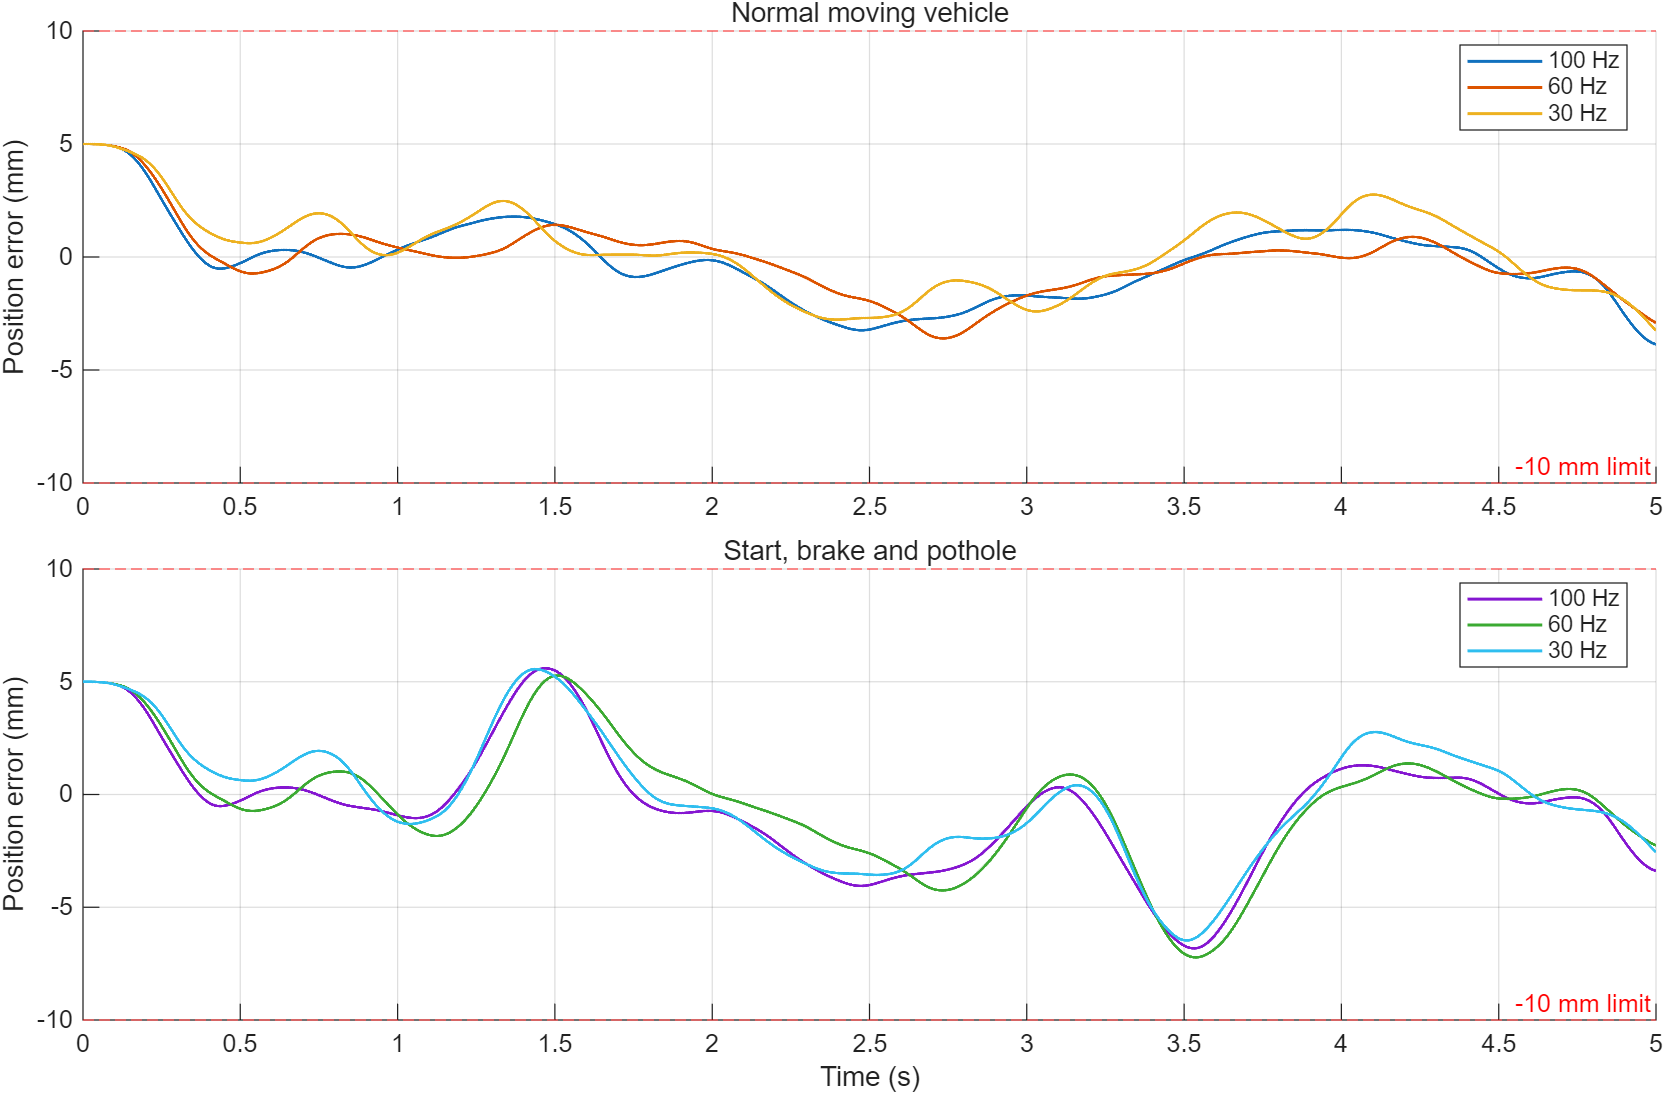 Normal moving vehicle
10
5
0
-5
-10
Position error (mm)
100 Hz
60 Hz
30 Hz
-10 mm limit
0 0.5 1 1.5 2 2.5 3 3.5 4 4.5 5
Start, brake and pothole
10
5
0
-5
-10
Position error (mm)
100 Hz
60 Hz
30 Hz
-10 mm limit
0 0.5 1 1.5 2 2.5 3 3.5 4 4.5 5
Time (s)